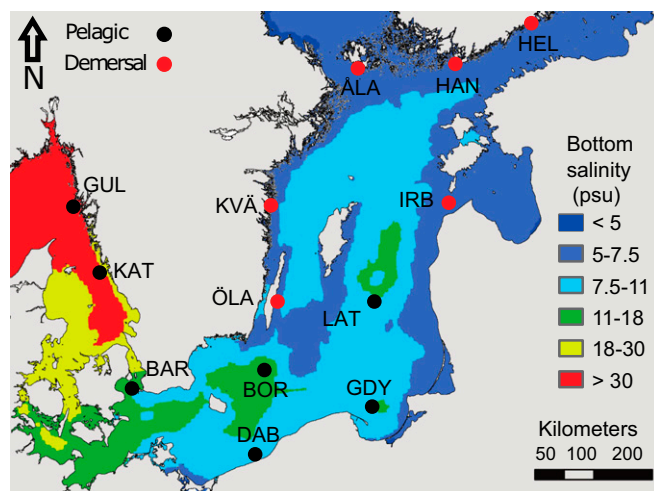 Pelagic
Demersal
N
HEL
ÅLA
HAN
GUL
KVÄ
IRB
KAT
ÖLA
LAT
BAR
BOR
GDY
DAB
Bottom
salinity
(psu)
< 5
5-7.5
7.5-11
11-18
18-30
> 30
Kilometers
50 100 200